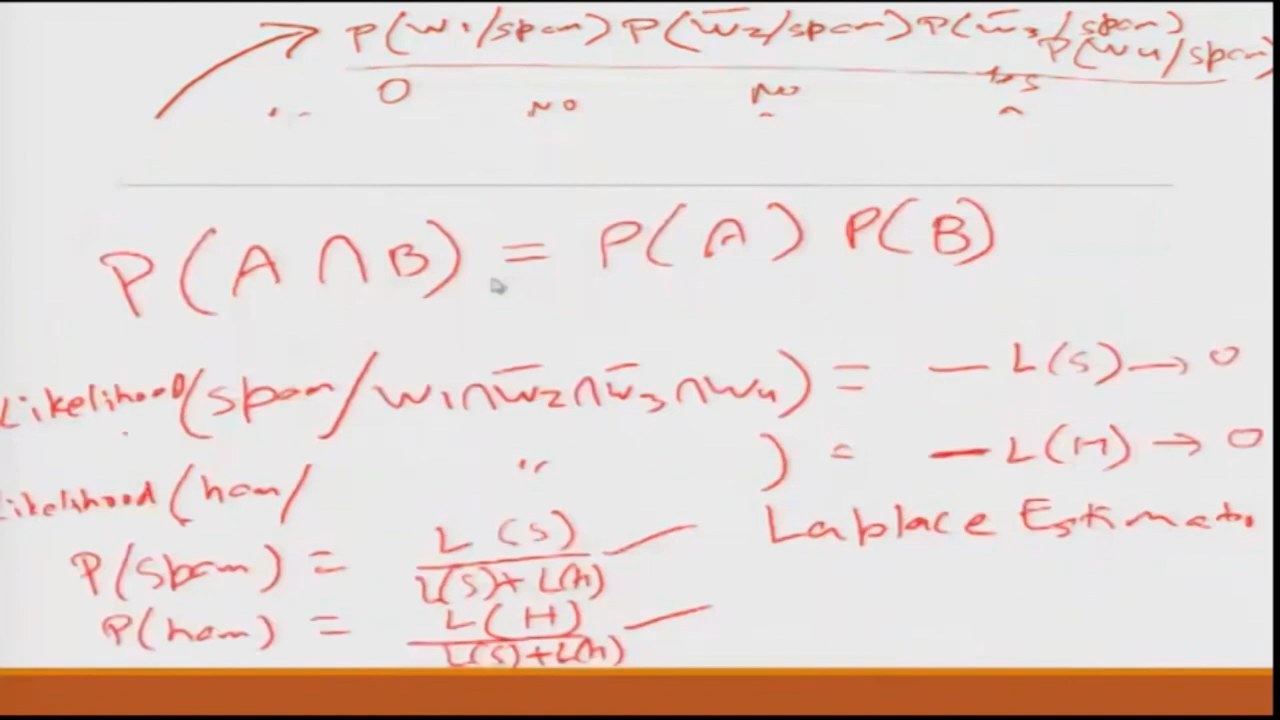 P(w1/spam) P(w̄2/spam) P(w̄3/spam)
P(w4/spam)
0 No No
P(A∩B) = P(A) P(B)
Likelihood(spam/w1∩w̄2∩w̄3∩w4) = — L(S) → 0
Likelihood(ham/ " ) = — L(H) → 0
Laplace Estimato
P(spam) = L(S) / L(S)+L(h)
P(ham) = L(H) / L(S)+L(h)